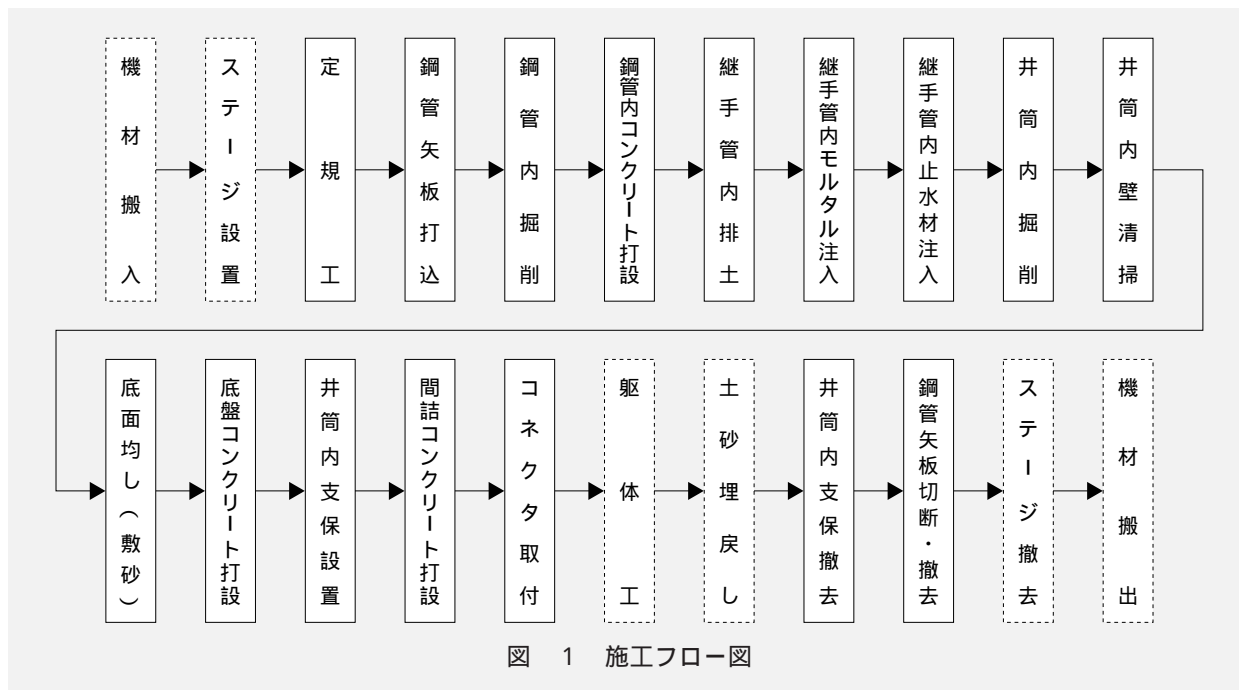 機材搬入
ステージ設置
定規工
鋼管矢板打込
鋼管内掘削
鋼管内コンクリート打設
継手管内排土
継手管内モルタル注入
継手管内止水材注入
井筒内掘削
井筒内壁清掃
底面均し(敷砂)
底盤コンクリート打設
井筒内支保設置
間詰コンクリート打設
コネクタ取付
躯体工
土砂埋戻し
井筒内支保撤去
鋼管矢板切断・撤去
ステージ撤去
機材搬出
図 1 施工フロー図